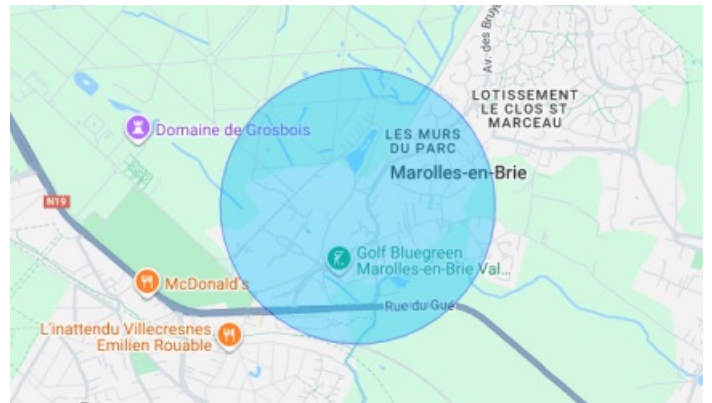 Av. des Bruy
LOTISSEMENT
LE CLOS ST
MARCEAU
Domaine de Grosbois
LES MURS
DU PARC
Marolles-en-Brie
N19
Golf Bluegreen
Marolles-en-Brie Val...
McDonald's
Rue du Gué
L'inattendu Villecresnes
Emilien Rouable